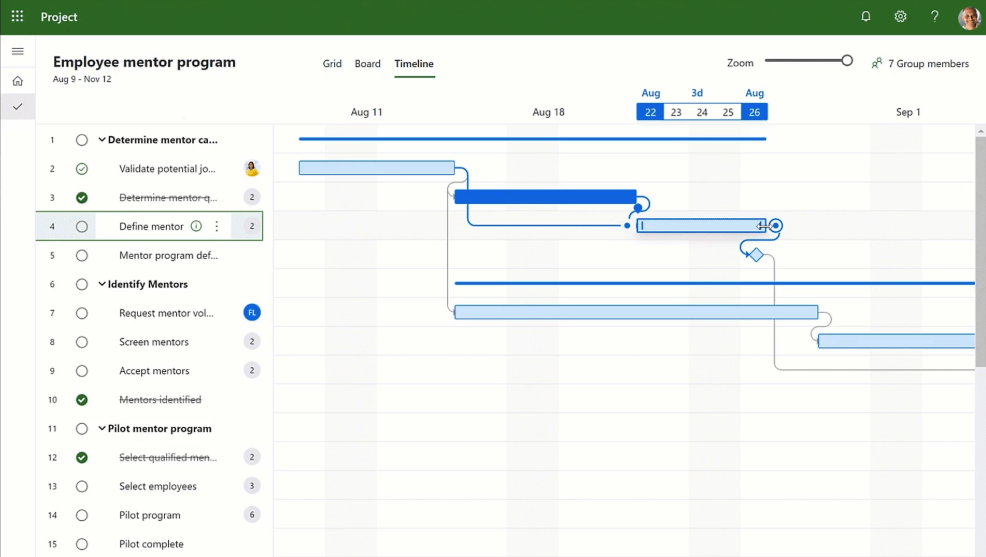 Project
Employee mentor program
Aug 9 - Nov 12
Grid Board Timeline
Zoom
7 Group members
Aug 3d Aug
Aug 11 Aug 18 22 23 24 25 26 Sep 1
1 Determine mentor ca...
2 Validate potential jo...
3 Determine mentor q... 2
4 Define mentor 2
5 Mentor program def...
6 Identify Mentors
7 Request mentor vol... FL
8 Screen mentors 2
9 Accept mentors 2
10 Mentors identified
11 Pilot mentor program
12 Select qualified men... 2
13 Select employees 3
14 Pilot program 6
15 Pilot complete